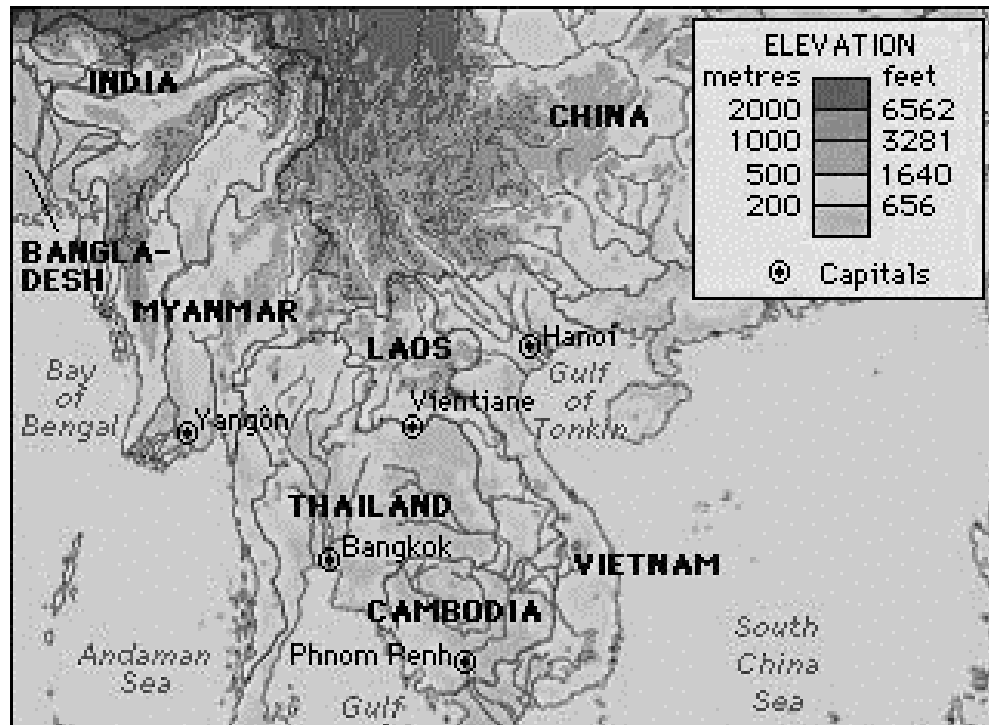 ELEVATION
metres feet
2000 6562
1000 3281
500 1640
200 656
Capitals
INDIA
CHINA
BANGLA-
DESH
MYANMAR
LAOS
Hanoi
Bay
of
Bengal
Gulf
of
Tonkin
Vientiane
Yangôn
THAILAND
Bangkok
VIETNAM
CAMBODIA
Phnom Penh
Andaman
Sea
Gulf
South
China
Sea